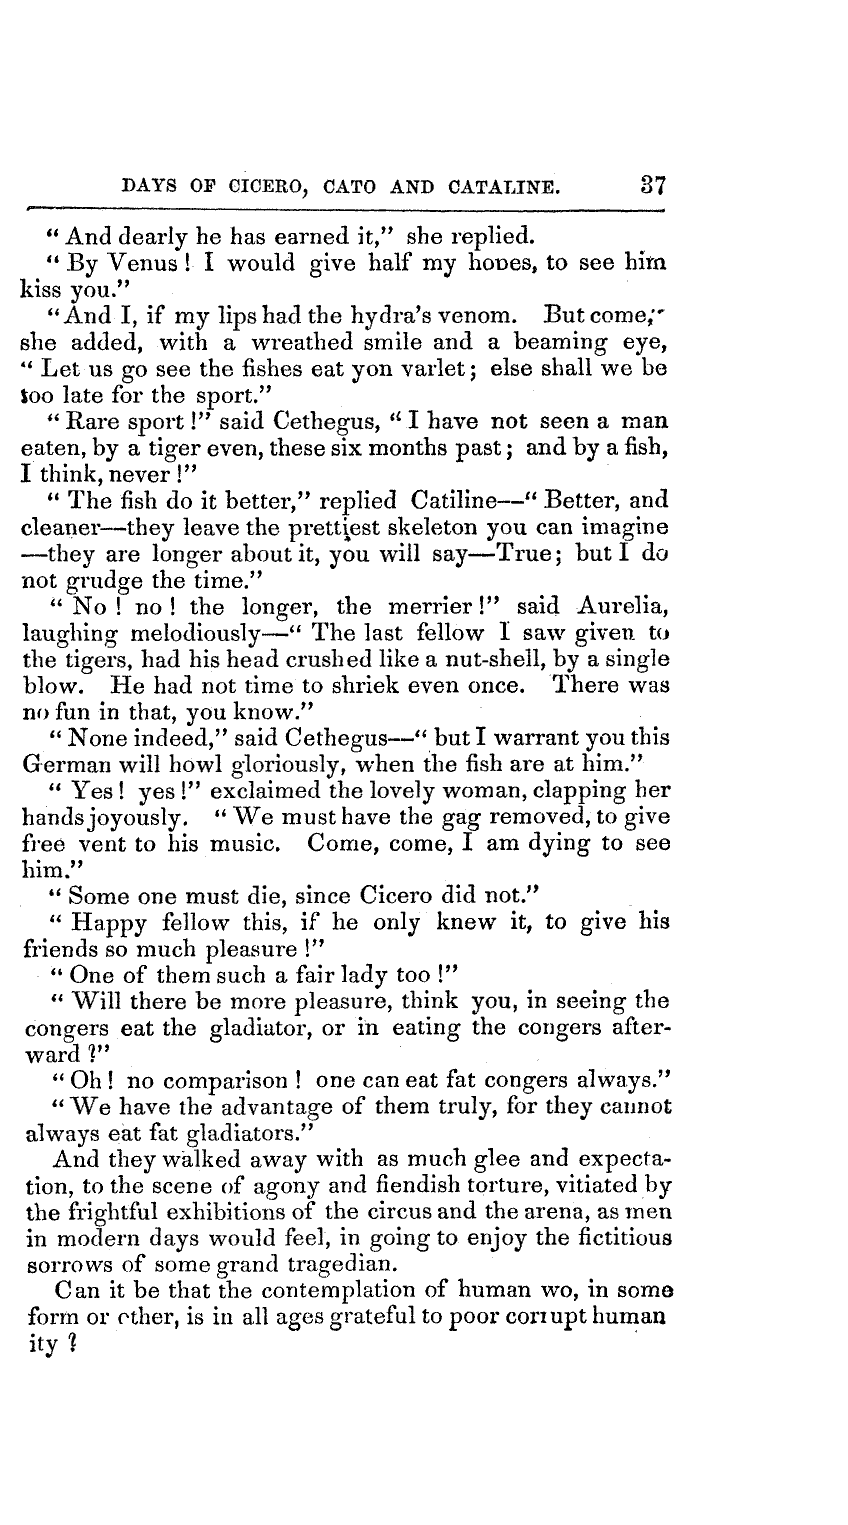 DAYS OF CICERO, CATO AND CATALINE. 37
“ And dearly he has earned it,” she replied.
“ By Venus ! I would give half my hopes, to see him
kiss you.”
“And I, if my lips had the hydra’s venom. But come,”
she added, with a wreathed smile and a beaming eye,
“ Let us go see the fishes eat yon varlet ; else shall we be
too late for the sport.”
“ Rare sport !” said Cethegus, “ I have not seen a man
eaten, by a tiger even, these six months past ; and by a fish,
I think, never !”
“ The fish do it better,” replied Catiline—“ Better, and
cleaner—they leave the prettiest skeleton you can imagine
—they are longer about it, you will say—True ; but I do
not grudge the time.”
“ No ! no ! the longer, the merrier !” said Aurelia,
laughing melodiously—“ The last fellow I saw given to
the tigers, had his head crushed like a nut-shell, by a single
blow. He had not time to shriek even once. There was
no fun in that, you know.”
“ None indeed,” said Cethegus—“ but I warrant you this
German will howl gloriously, when the fish are at him.”
“ Yes ! yes !” exclaimed the lovely woman, clapping her
hands joyously. “ We must have the gag removed, to give
free vent to his music. Come, come, I am dying to see
him.”
“ Some one must die, since Cicero did not.”
“ Happy fellow this, if he only knew it, to give his
friends so much pleasure !”
“ One of them such a fair lady too !”
“ Will there be more pleasure, think you, in seeing the
congers eat the gladiator, or in eating the congers after-
ward ?”
“ Oh ! no comparison ! one can eat fat congers always.”
“ We have the advantage of them truly, for they cannot
always eat fat gladiators.”
And they walked away with as much glee and expecta-
tion, to the scene of agony and fiendish torture, vitiated by
the frightful exhibitions of the circus and the arena, as men
in modern days would feel, in going to enjoy the fictitious
sorrows of some grand tragedian.
Can it be that the contemplation of human wo, in some
form or other, is in all ages grateful to poor corrupt human
ity ?